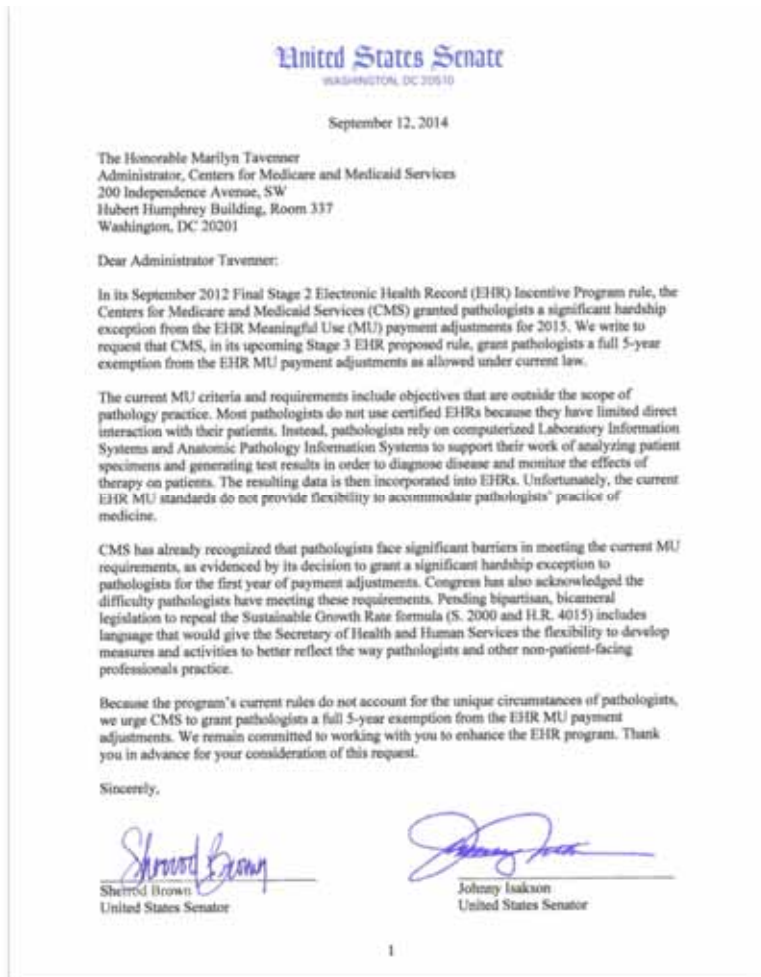 United States Senate
WASHINGTON, DC 20510
September 12, 2014
The Honorable Marilyn Tavenner
Administrator, Centers for Medicare and Medicaid Services
200 Independence Avenue, SW
Hubert Humphrey Building, Room 337
Washington, DC 20201
Dear Administrator Tavenner:
In its September 2012 Final Stage 2 Electronic Health Record (EHR) Incentive Program rule, the
Centers for Medicare and Medicaid Services (CMS) granted pathologists a significant hardship
exception from the EHR Meaningful Use (MU) payment adjustments for 2015. We write to
request that CMS, in its upcoming Stage 3 EHR proposed rule, grant pathologists a full 5-year
exemption from the EHR MU payment adjustments as allowed under current law.
The current MU criteria and requirements include objectives that are outside the scope of
pathology practice. Most pathologists do not use certified EHRs because they have limited direct
interaction with their patients. Instead, pathologists rely on computerized Laboratory Information
Systems and Anatomic Pathology Information Systems to support their work of analyzing patient
specimens and generating test results in order to diagnose disease and monitor the effects of
therapy on patients. The resulting data is then incorporated into EHRs. Unfortunately, the current
EHR MU standards do not provide flexibility to accommodate pathologists' practice of
medicine.
CMS has already recognized that pathologists face significant barriers in meeting the current MU
requirements, as evidenced by its decision to grant a significant hardship exception to
pathologists for the first year of payment adjustments. Congress has also acknowledged the
difficulty pathologists have meeting these requirements. Pending bipartisan, bicameral
legislation to repeal the Sustainable Growth Rate formula (S. 2000 and H.R. 4015) includes
language that would give the Secretary of Health and Human Services the flexibility to develop
measures and activities to better reflect the way pathologists and other non-patient-facing
professionals practice.
Because the program's current rules do not account for the unique circumstances of pathologists,
we urge CMS to grant pathologists a full 5-year exemption from the EHR MU payment
adjustments. We remain committed to working with you to enhance the EHR program. Thank
you in advance for your consideration of this request.
Sincerely,
Sherrod Brown
Sherrod Brown
United States Senator
Johnny Isakson
United States Senator
1